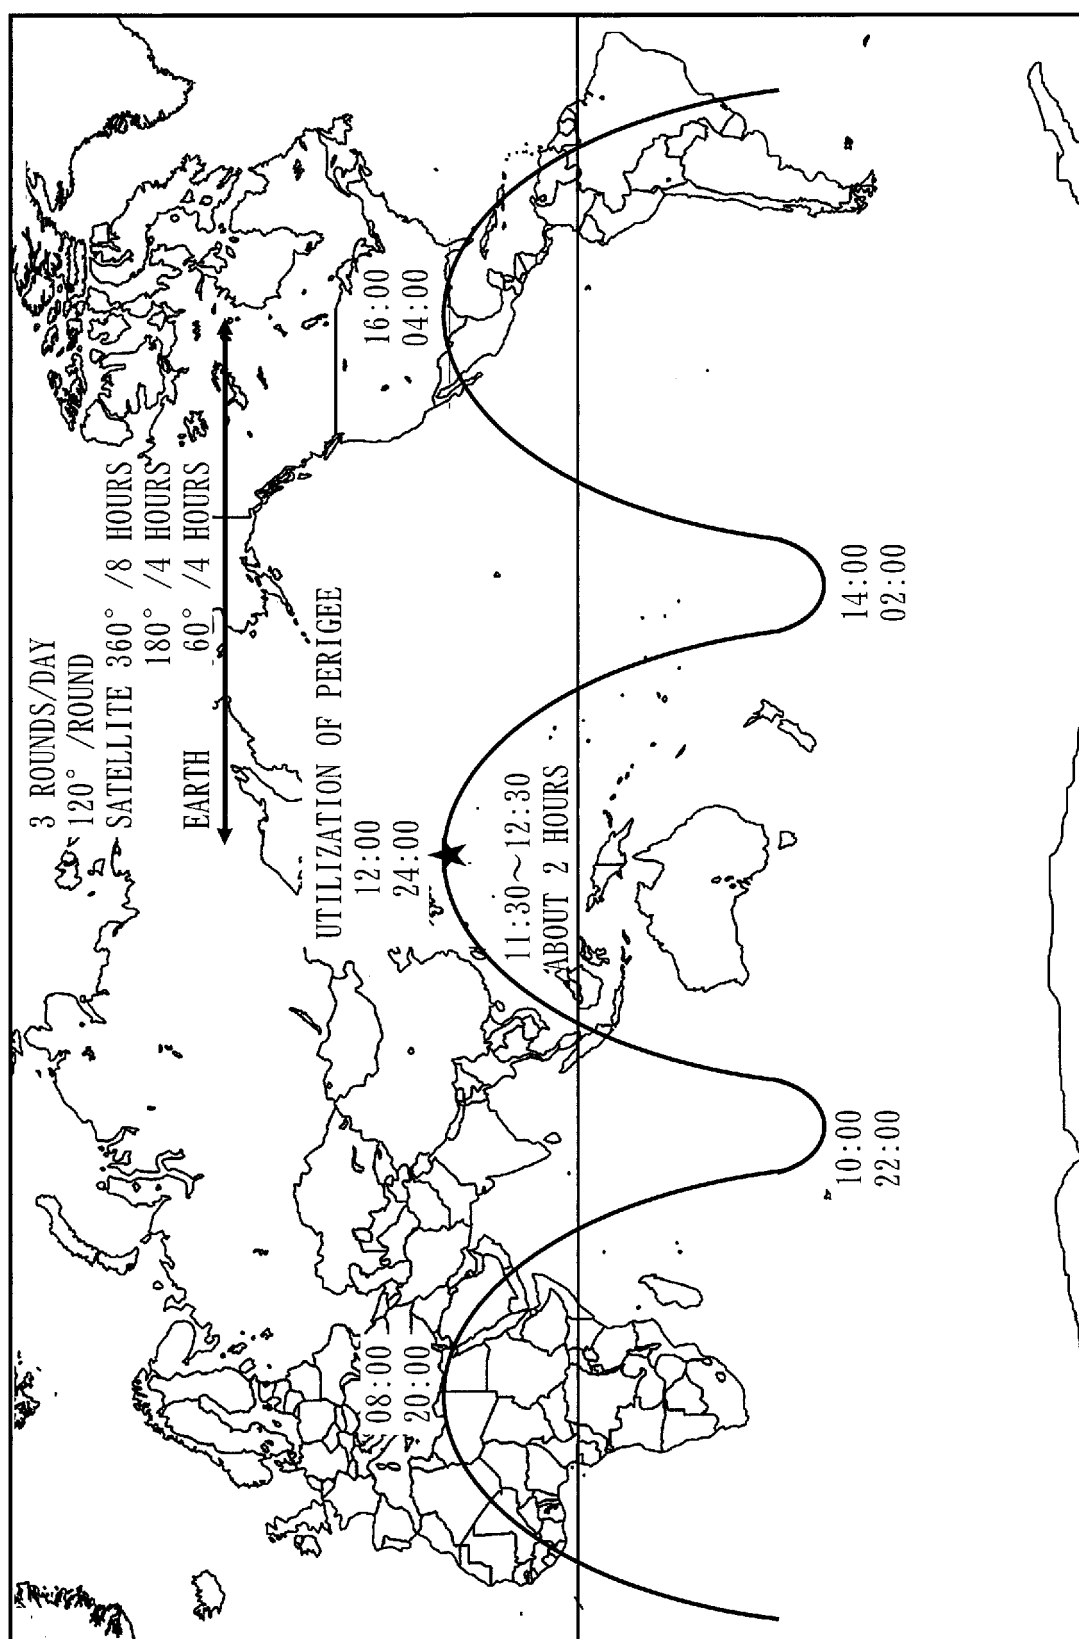 3 ROUNDS/DAY
120° /ROUND
SATELLITE 360° /8 HOURS
180° /4 HOURS
EARTH 60° /4 HOURS
UTILIZATION OF PERIGEE
08:00
20:00
12:00
24:00
16:00
04:00
11:30～12:30
ABOUT 2 HOURS
10:00
22:00
14:00
02:00